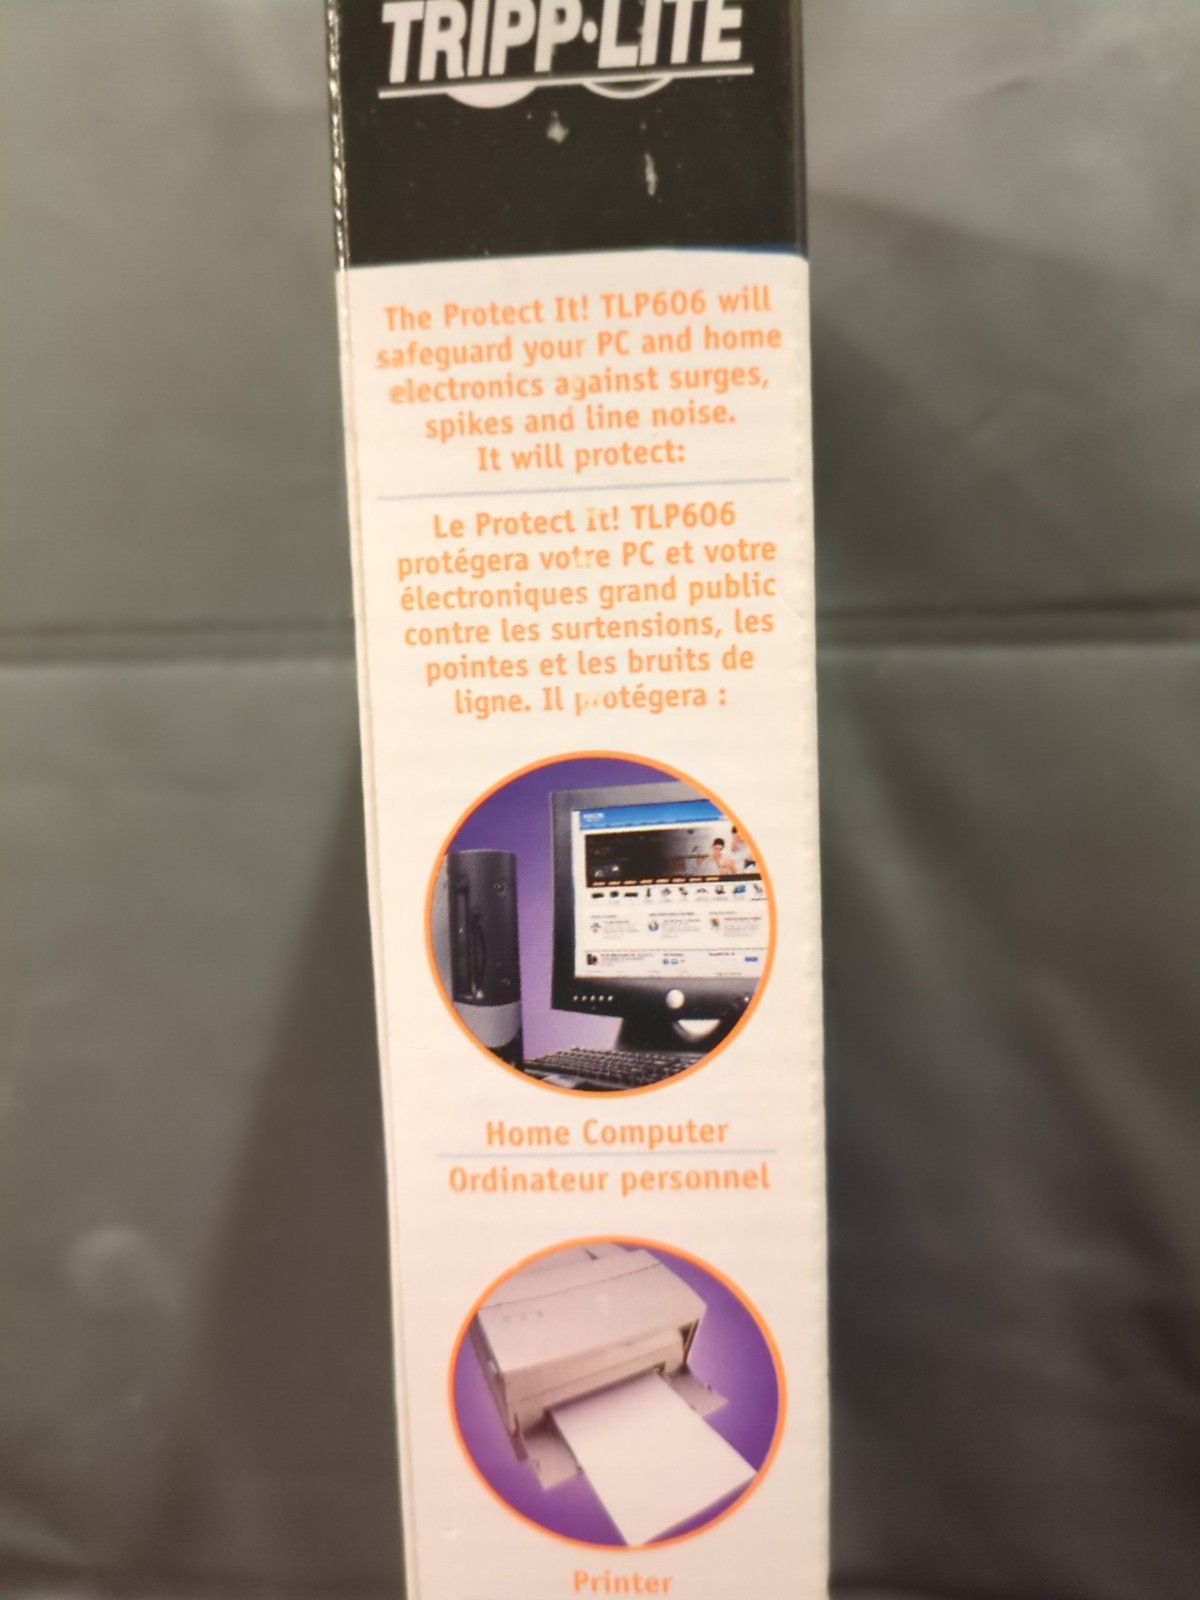 TRIPP·LITE
The Protect It! TLP606 will
safeguard your PC and home
electronics against surges,
spikes and line noise.
It will protect:
Le Protect It! TLP606
protégera votre PC et votre
électroniques grand public
contre les surtensions, les
pointes et les bruits de
ligne. Il protégera :
Home Computer
Ordinateur personnel
Printer